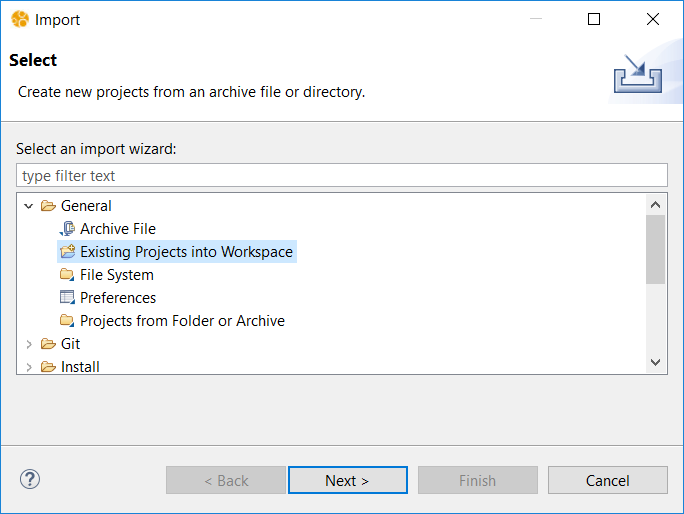 Import
Select
Create new projects from an archive file or directory.
Select an import wizard:
type filter text
General
Archive File
Existing Projects into Workspace
File System
Preferences
Projects from Folder or Archive
Git
Install
? < Back Next > Finish Cancel